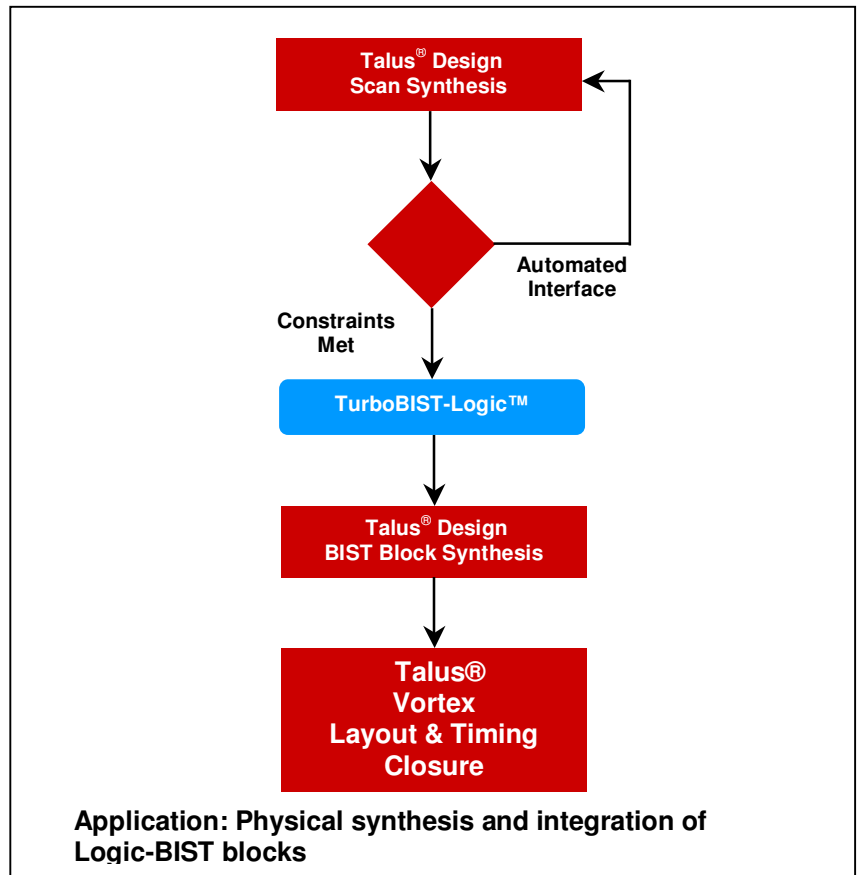 Talus® Design
Scan Synthesis
Automated
Interface
Constraints
Met
TurboBIST-Logic™
Talus® Design
BIST Block Synthesis
Talus®
Vortex
Layout & Timing
Closure
Application: Physical synthesis and integration of
Logic-BIST blocks